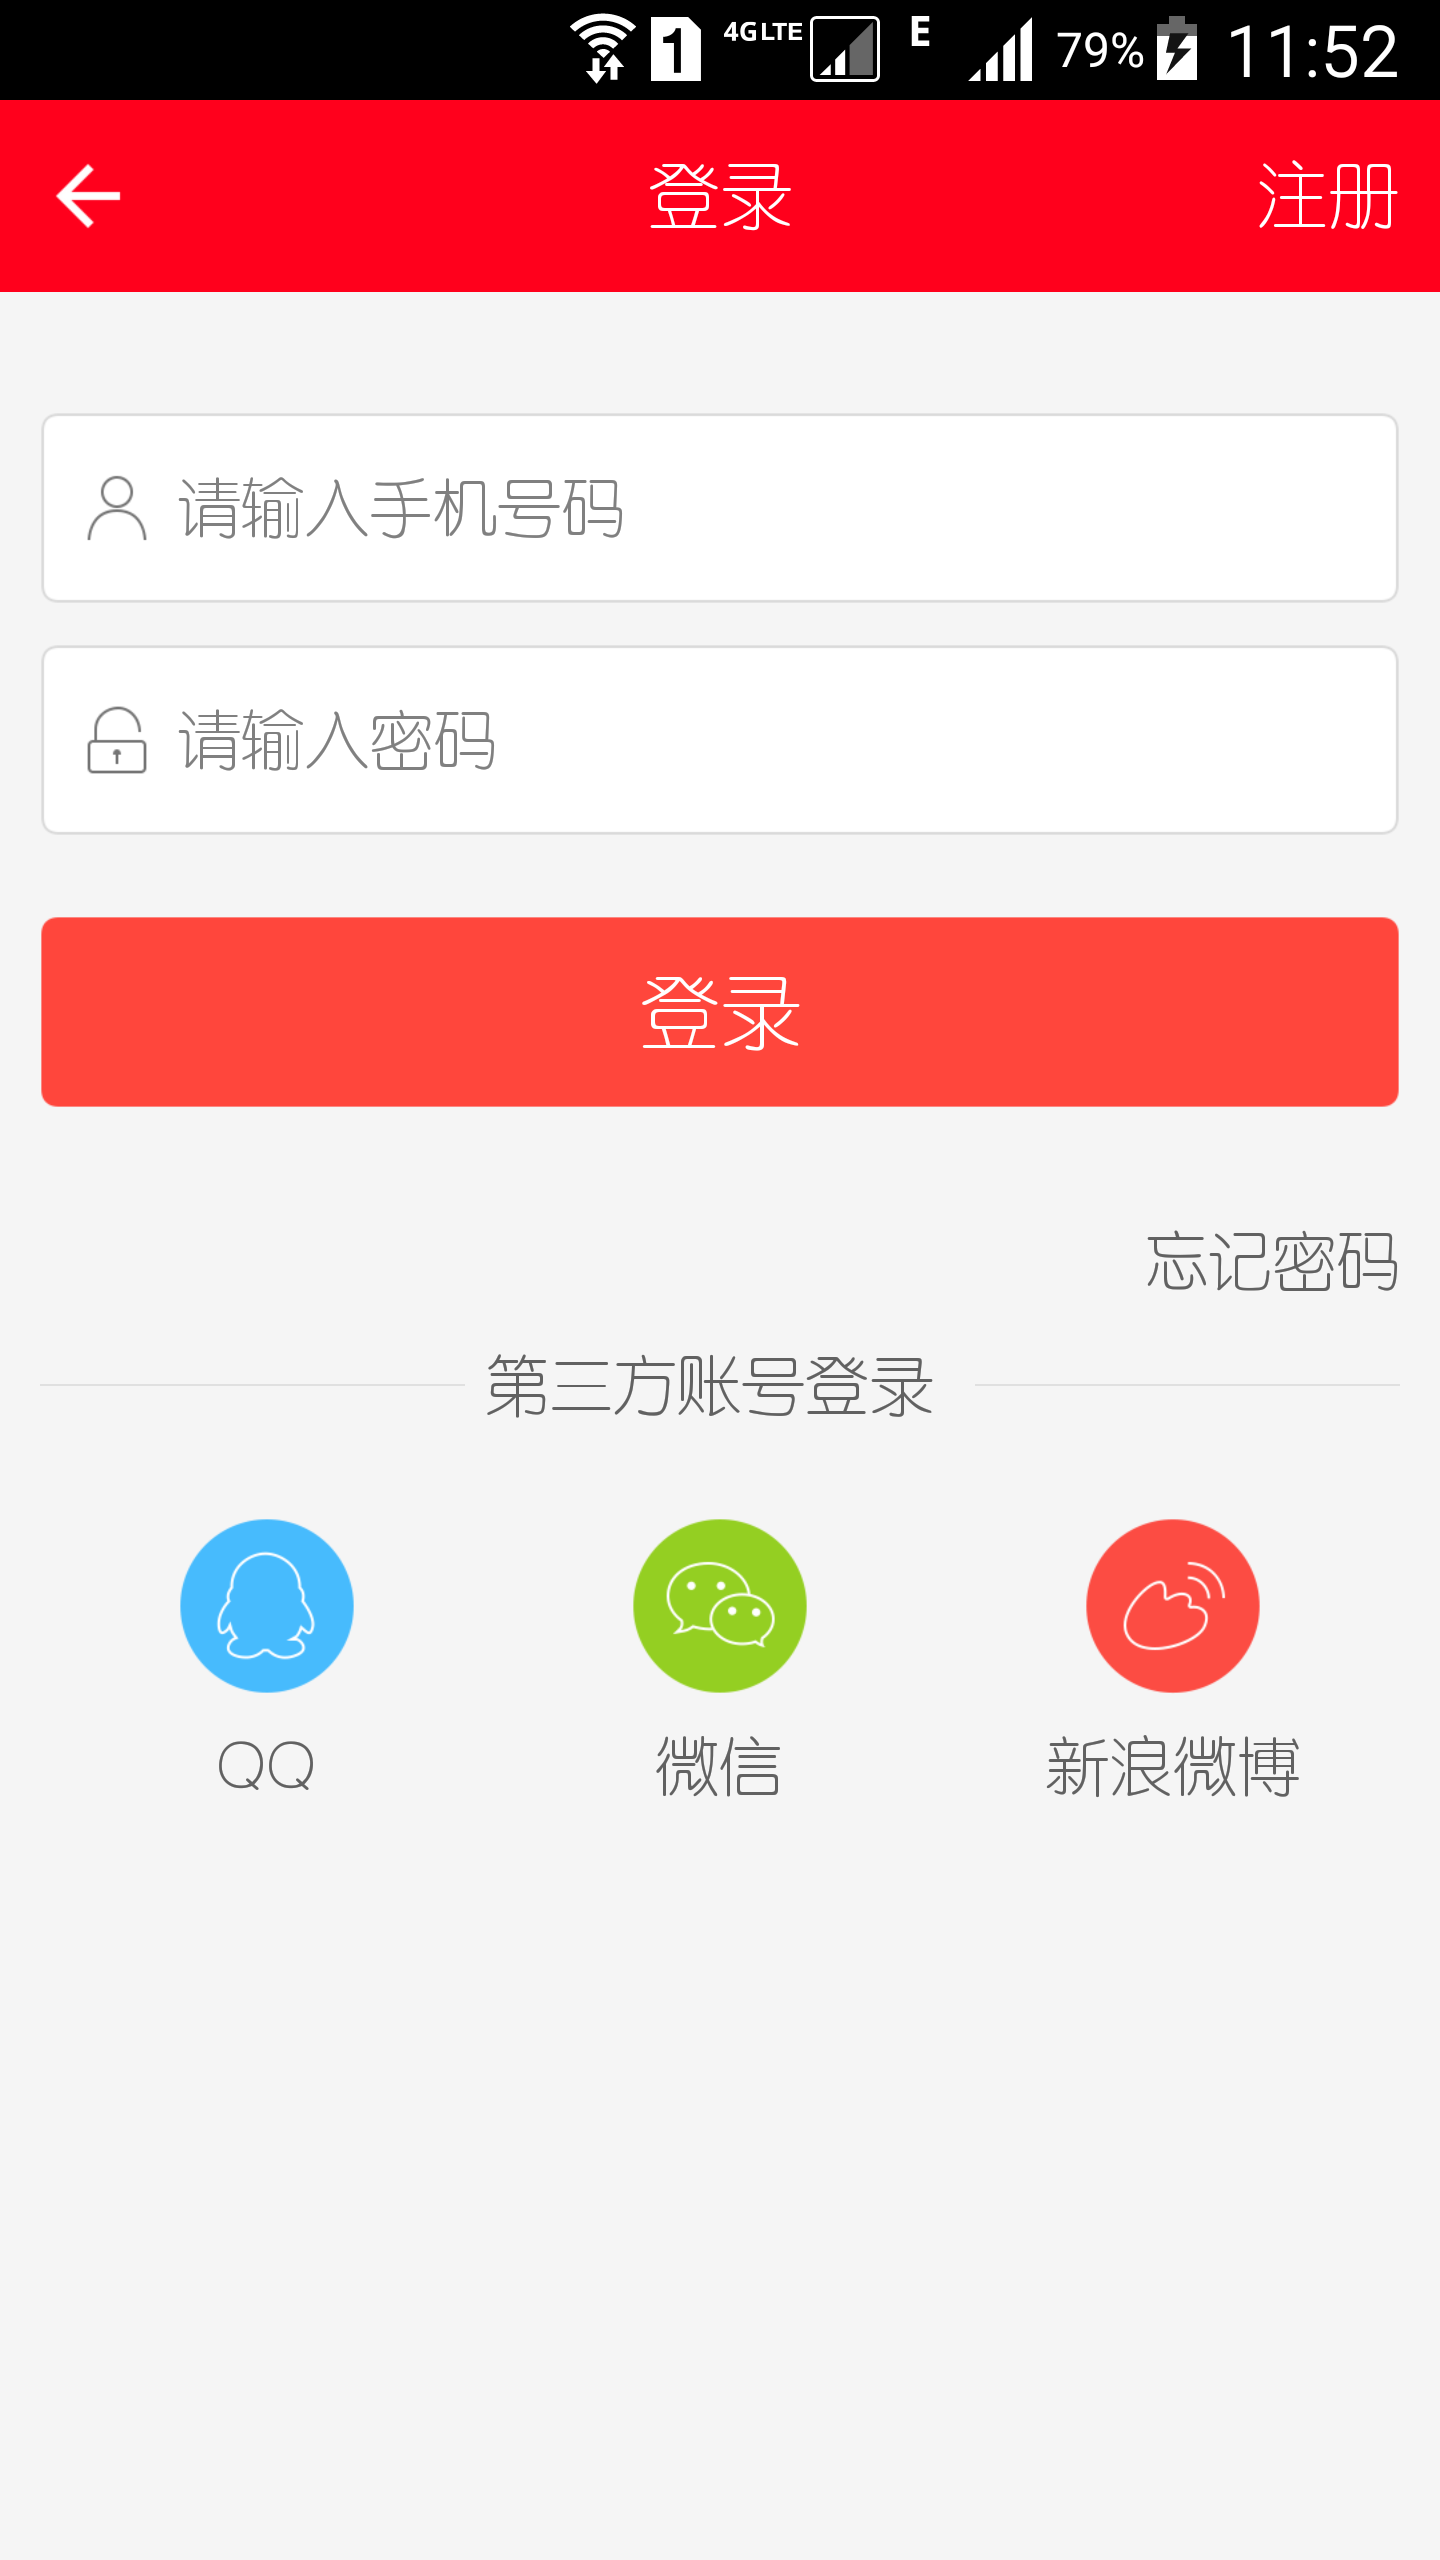 1 4G LTE E 79% 11:52
登录 注册
请输入手机号码
请输入密码
登录
忘记密码
第三方账号登录
QQ 微信 新浪微博